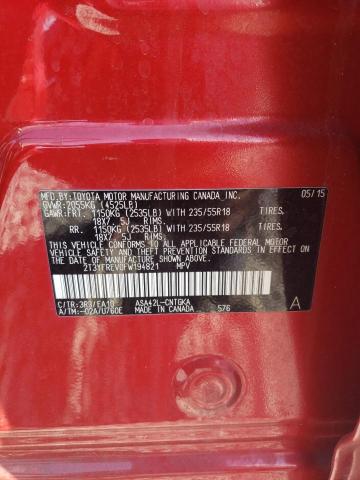 MFD.BY:TOYOTA MOTOR MANUFACTURING CANADA,INC. 05/15
GVWR:2055KG (4525LB)
GAWR:FRT. 1150KG (2535LB) WITH 235/55R18 TIRES,
18X7.5J RIMS.
RR. 1150KG (2535LB) WITH 235/55R18 TIRES,
18X7.5J RIMS.
THIS VEHICLE CONFORMS TO ALL APPLICABLE FEDERAL MOTOR VEHICLE SAFETY STANDARDS IN EFFECT ON THE DATE OF MANUFACTURE SHOWN ABOVE.
2T3YFREV0FW194821 MPV
C/TR:3R3/EA10 ASA42L-CNTGKA A
A/TM:-02A/U760E MADE IN CANADA 576